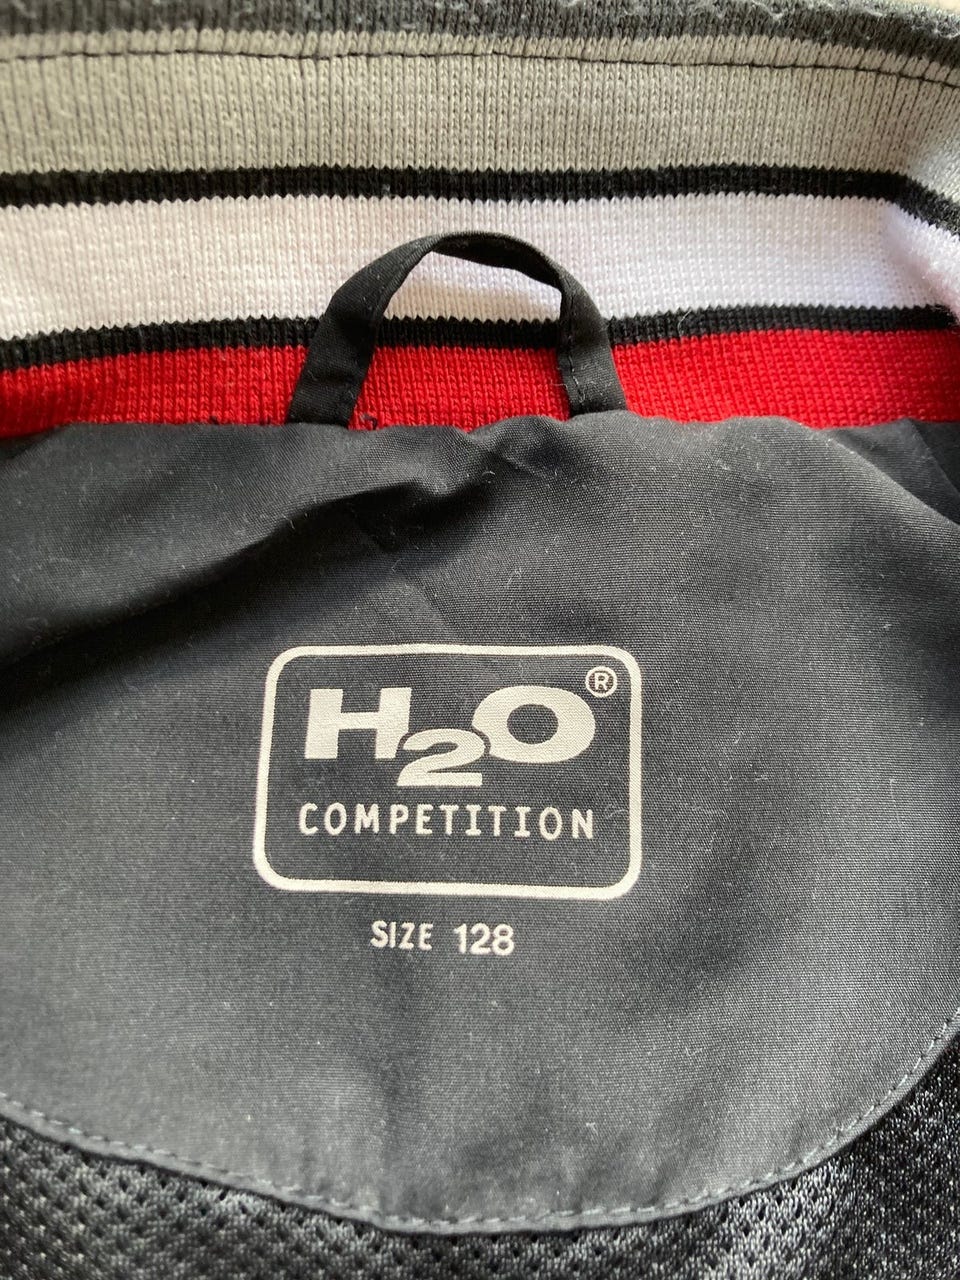 H2O®
COMPETITION
SIZE 128